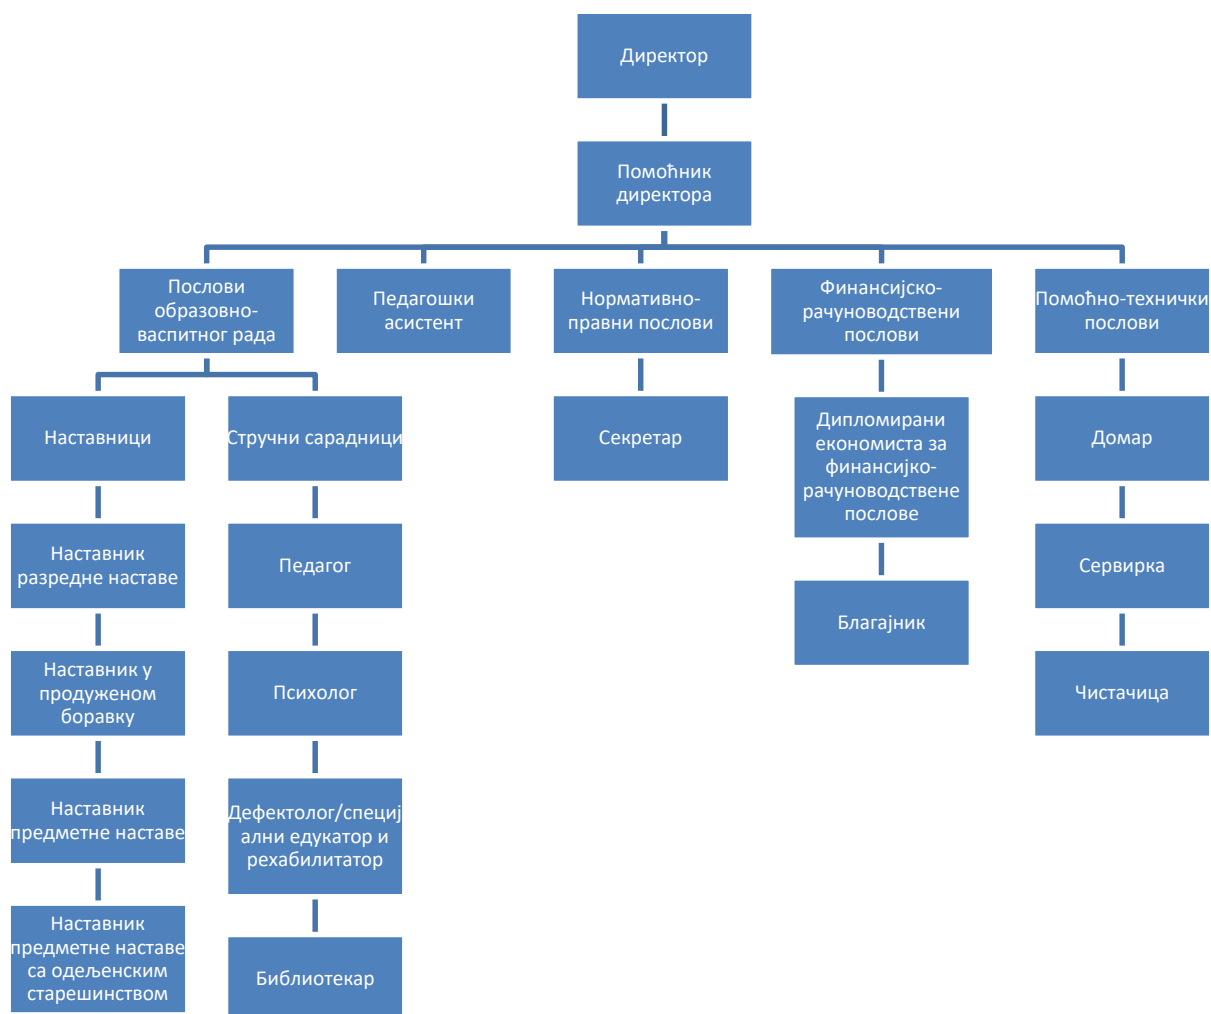 Директор
Помоћник
директора
Послови
образовно-
васпитног рада
Педагошки
асистент
Нормативно-
правни послови
Финансијско-
рачуноводствени
послови
Помоћно-технички
послови
Наставници
Стручни сарадници
Секретар
Дипломирани
економиста за
финансијко-
рачуноводствене
послове
Домар
Наставник
разредне наставе
Педагог
Благајник
Сервирка
Наставник у
продуженом
боравку
Психолог
Чистачица
Наставник
предметне наставе
Дефектолог/специј
ални едукатор и
рехабилитатор
Наставник
предметне наставе
са одељенским
старешинством
Библиотекар